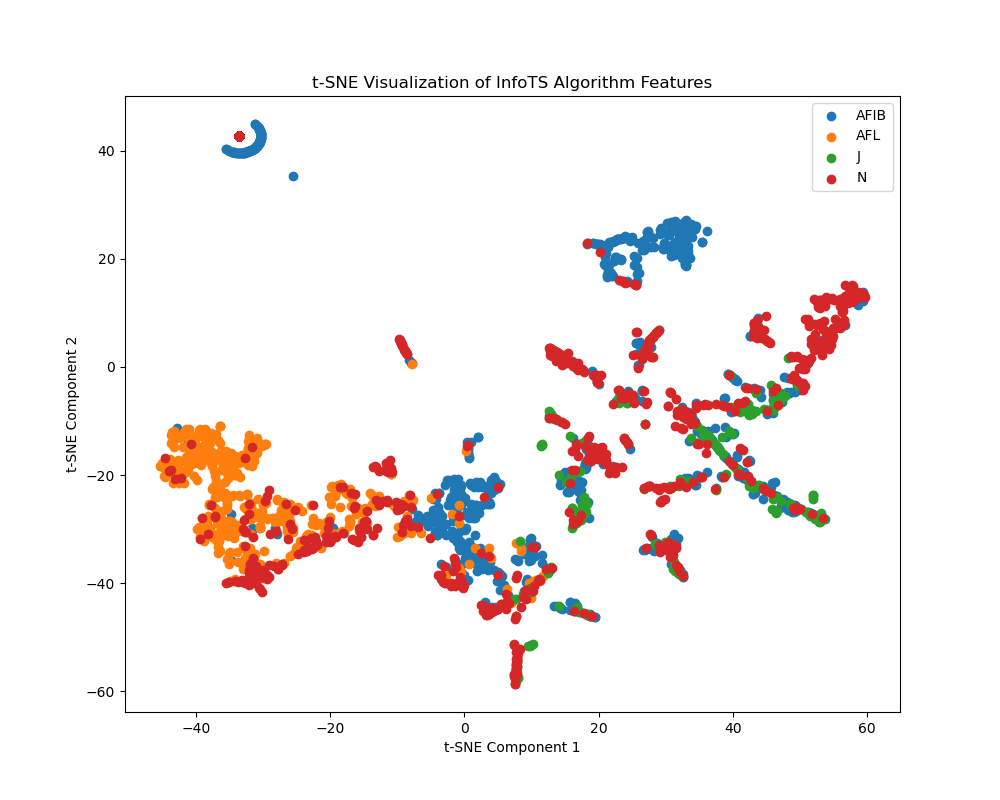 t-SNE Visualization of InfoTS Algorithm Features
AFIB
AFL
J
N
40
20
0
−20
−40
−60
t-SNE Component 2
−40
−20
0
20
40
60
t-SNE Component 1